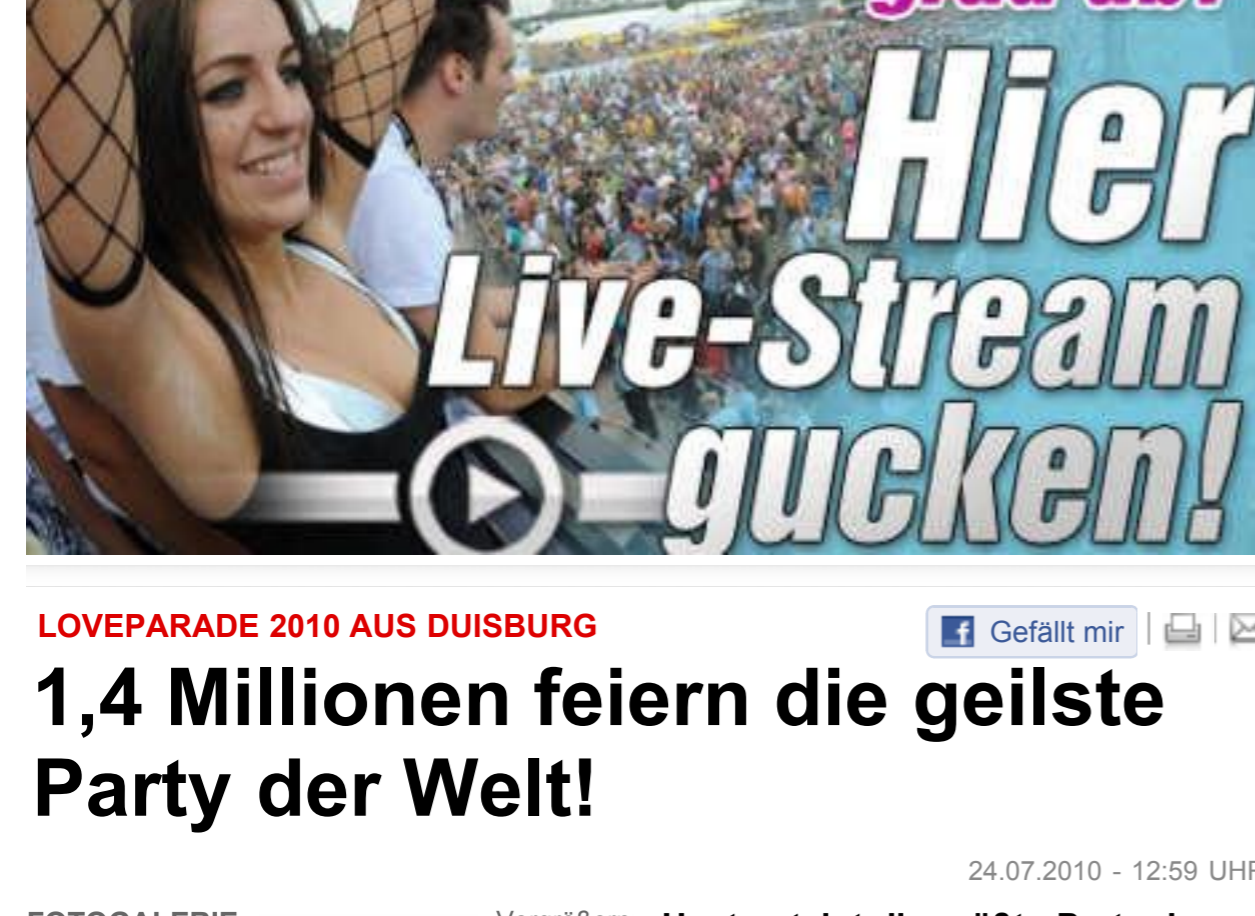 Hier
Live-Stream
gucken!
LOVEPARADE 2010 AUS DUISBURG
Gefällt mir
1,4 Millionen feiern die geilste
Party der Welt!
24.07.2010 - 12:59 UHR
FOTOGALERIE